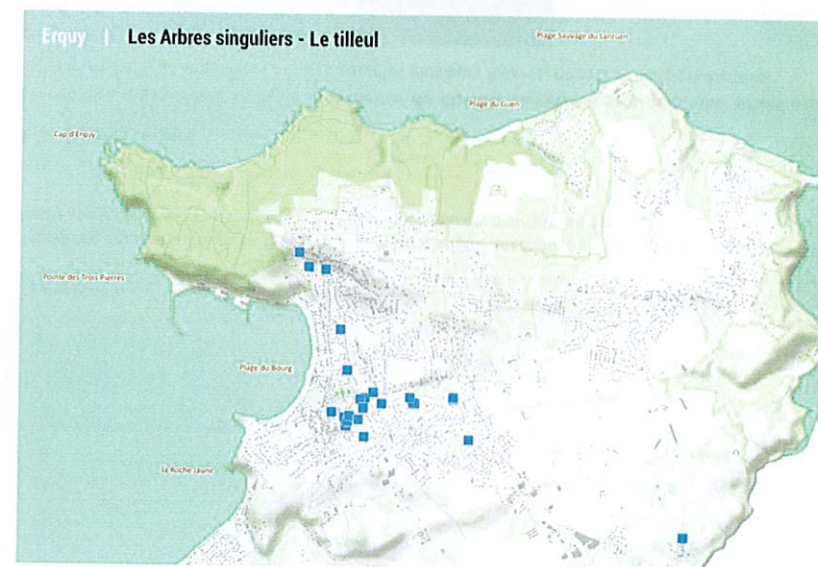 Erquy | Les Arbres singuliers - Le tilleul
Plage Sauvage du Lanruen
Plage du Guen
Cap d'Erquy
Pointe des Trois Pierres
Plage du Bourg
la Roche Jaune